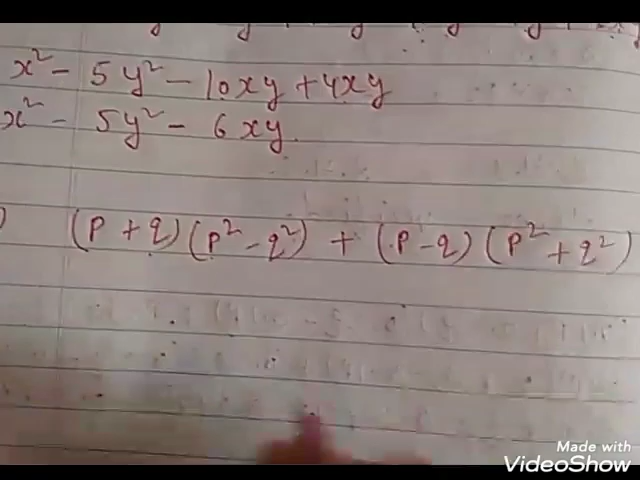 x² - 5y² - 10xy + 4xy
x² - 5y² - 6xy.
) (p + q) (p² - q²) + (p - q) (p² + q²)
Made with
VideoShow